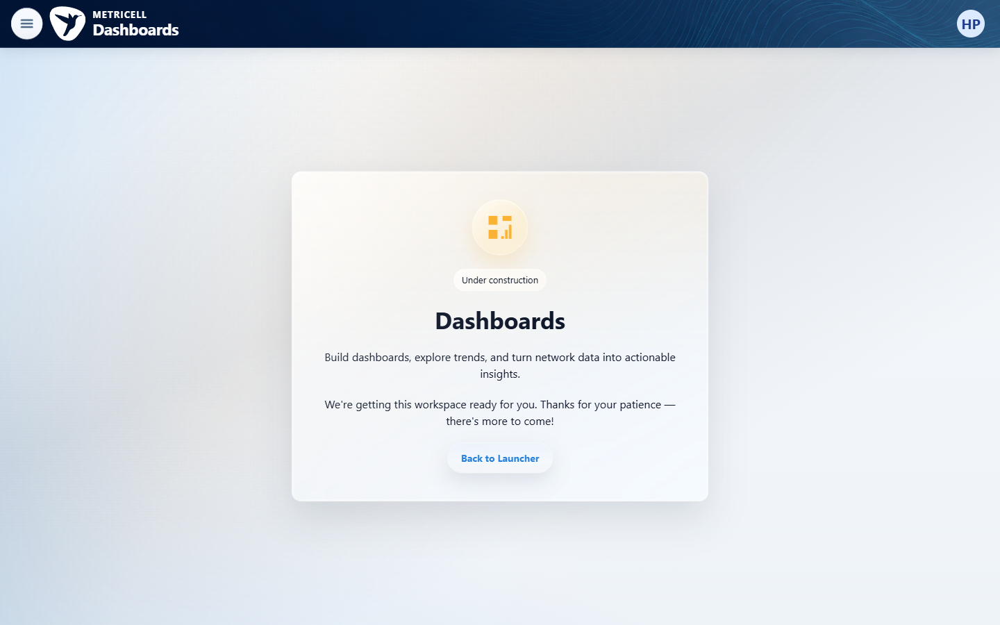 METRICELL
Dashboards
HP
Under construction
Dashboards
Build dashboards, explore trends, and turn network data into actionable
insights.
We're getting this workspace ready for you. Thanks for your patience —
there's more to come!
Back to Launcher